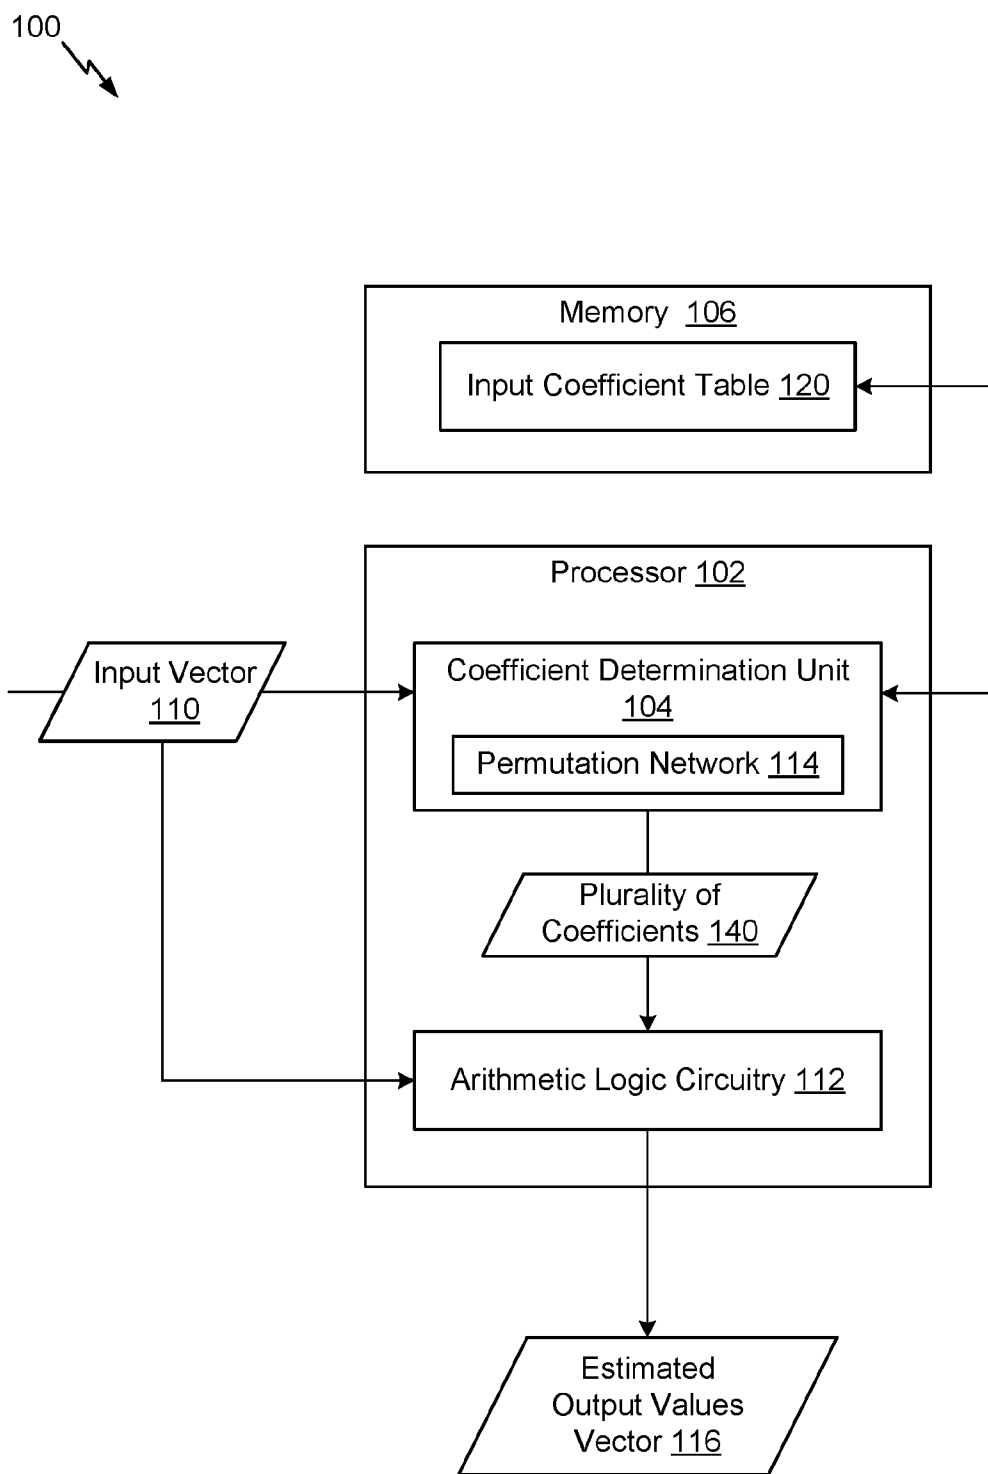 100
Memory 106
Input Coefficient Table 120
Processor 102
Input Vector
110
Coefficient Determination Unit
104
Permutation Network 114
Plurality of
Coefficients 140
Arithmetic Logic Circuitry 112
Estimated
Output Values
Vector 116